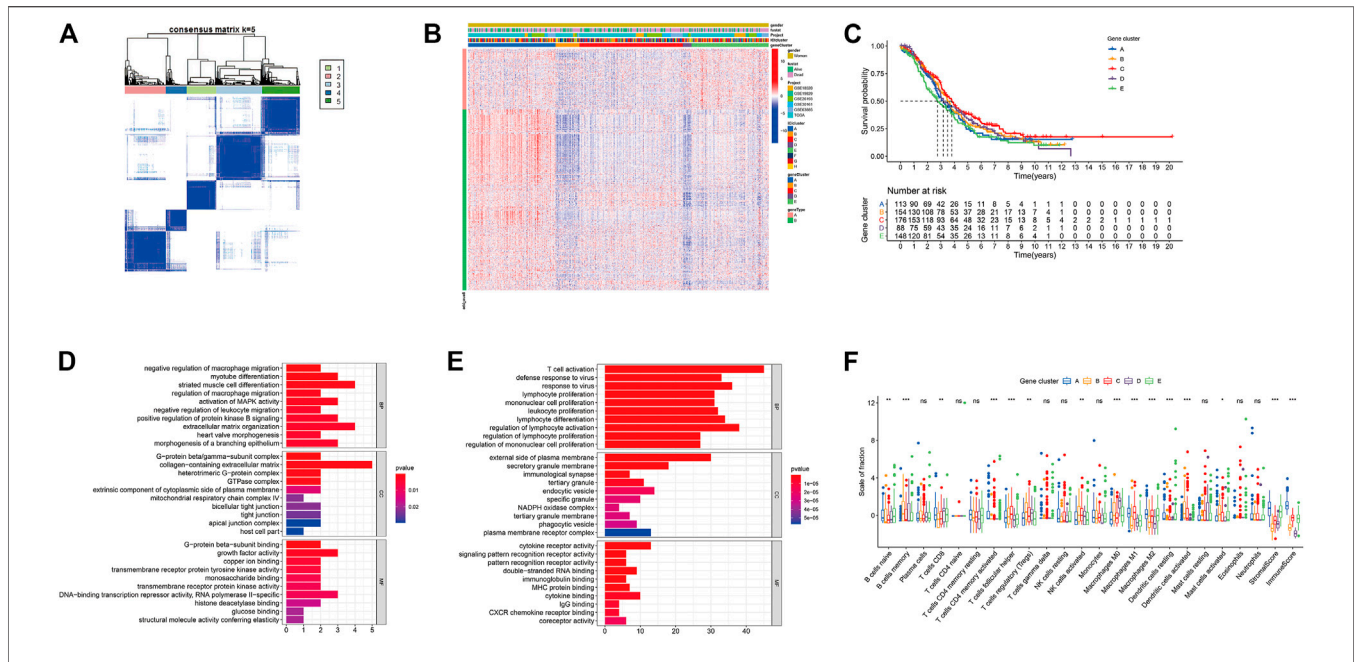 A
consensus matrix k=5
1
2
3
4
5
B
gender
fustat
Project
ICIcluster
geneCluster
gender
Woman
fustat
Alive
Dead
Project
TCGA
ICIcluster
A
B
C
D
E
F
G
H
geneCluster
A
B
C
D
E
geneType
A
B
10
5
0
−5
−10
C
Gene cluster
A
B
C
D
E
Survival probability
1.00
0.75
0.50
0.25
0.00
0 1 2 3 4 5 6 7 8 9 10 11 12 13 14 15 16 17 18 19 20
Time(years)
Number at risk
Gene cluster
A 113 90 69 42 26 15 11 8 5 4 1 1 1 0 0 0 0 0 0 0 0
B 154 130 108 78 53 37 28 21 17 13 7 4 1 0 0 0 0 0 0 0 0
C 176 153 118 93 64 48 32 23 15 13 8 5 4 2 2 2 1 1 1 1 1
D 88 75 59 43 35 24 16 11 7 6 2 1 1 0 0 0 0 0 0 0 0
E 148 120 81 54 35 26 13 11 8 6 4 1 0 0 0 0 0 0 0 0 0
0 1 2 3 4 5 6 7 8 9 10 11 12 13 14 15 16 17 18 19 20
Time(years)
D
negative regulation of macrophage migration
myotube differentiation
striated muscle cell differentiation
regulation of macrophage migration
activation of MAPK activity
negative regulation of leukocyte migration
positive regulation of protein kinase B signaling
extracellular matrix organization
heart valve morphogenesis
morphogenesis of a branching epithelium
BP
G-protein beta/gamma-subunit complex
collagen-containing extracellular matrix
heterotrimeric G-protein complex
GTPase complex
extrinsic component of cytoplasmic side of plasma membrane
mitochondrial respiratory chain complex IV
bicellular tight junction
tight junction
apical junction complex
host cell part
CC
G-protein beta-subunit binding
growth factor activity
copper ion binding
transmembrane receptor protein tyrosine kinase activity
monosaccharide binding
transmembrane receptor protein kinase activity
DNA-binding transcription repressor activity, RNA polymerase II-specific
histone deacetylase binding
glucose binding
structural molecule activity conferring elasticity
MF
0 1 2 3 4 5
pvalue
0.01
0.02
E
T cell activation
defense response to virus
response to virus
lymphocyte proliferation
mononuclear cell proliferation
leukocyte proliferation
lymphocyte differentiation
regulation of lymphocyte activation
regulation of lymphocyte proliferation
regulation of mononuclear cell proliferation
BP
external side of plasma membrane
secretory granule membrane
immunological synapse
tertiary granule
endocytic vesicle
specific granule
NADPH oxidase complex
tertiary granule membrane
phagocytic vesicle
plasma membrane receptor complex
CC
cytokine receptor activity
signaling pattern recognition receptor activity
pattern recognition receptor activity
double-stranded RNA binding
immunoglobulin binding
MHC protein binding
cytokine binding
IgG binding
CXCR chemokine receptor binding
coreceptor activity
MF
0 10 20 30 40
pvalue
1e−05
2e−05
3e−05
4e−05
5e−05
F
Gene cluster A B C D E
** *** ns ** ns *** *** ** ns ns ** ns *** *** *** *** *** ns * ns ns *** ***
Scale of fraction
12
8
4
0
B cells naive
B cells memory
Plasma cells
T cells CD8
T cells CD4 naive
T cells CD4 memory resting
T cells CD4 memory activated
T cells follicular helper
T cells regulatory (Tregs)
T cells gamma delta
NK cells resting
NK cells activated
Monocytes
Macrophages M0
Macrophages M1
Macrophages M2
Dendritic cells resting
Dendritic cells activated
Mast cells resting
Mast cells activated
Eosinophils
Neutrophils
StromalScore
ImmuneScore